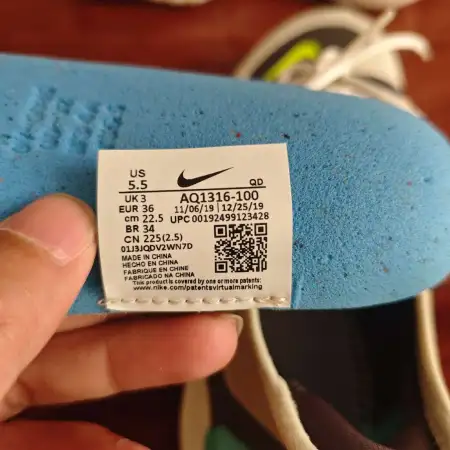 US
5.5
QD
UK 3
AQ1316-100
EUR 36
11/06/19 12/25/19
cm 22.5
UPC 00192499123428
BR 34
CN 225(2.5)
01J3JQDV2WN7D
MADE IN CHINA
HECHO EN CHINA
FABRIQUE EN CHINE
FABRICADO NA CHINA
This product is covered by one or more patents:
www.nike.com/patentsvirtualmarking